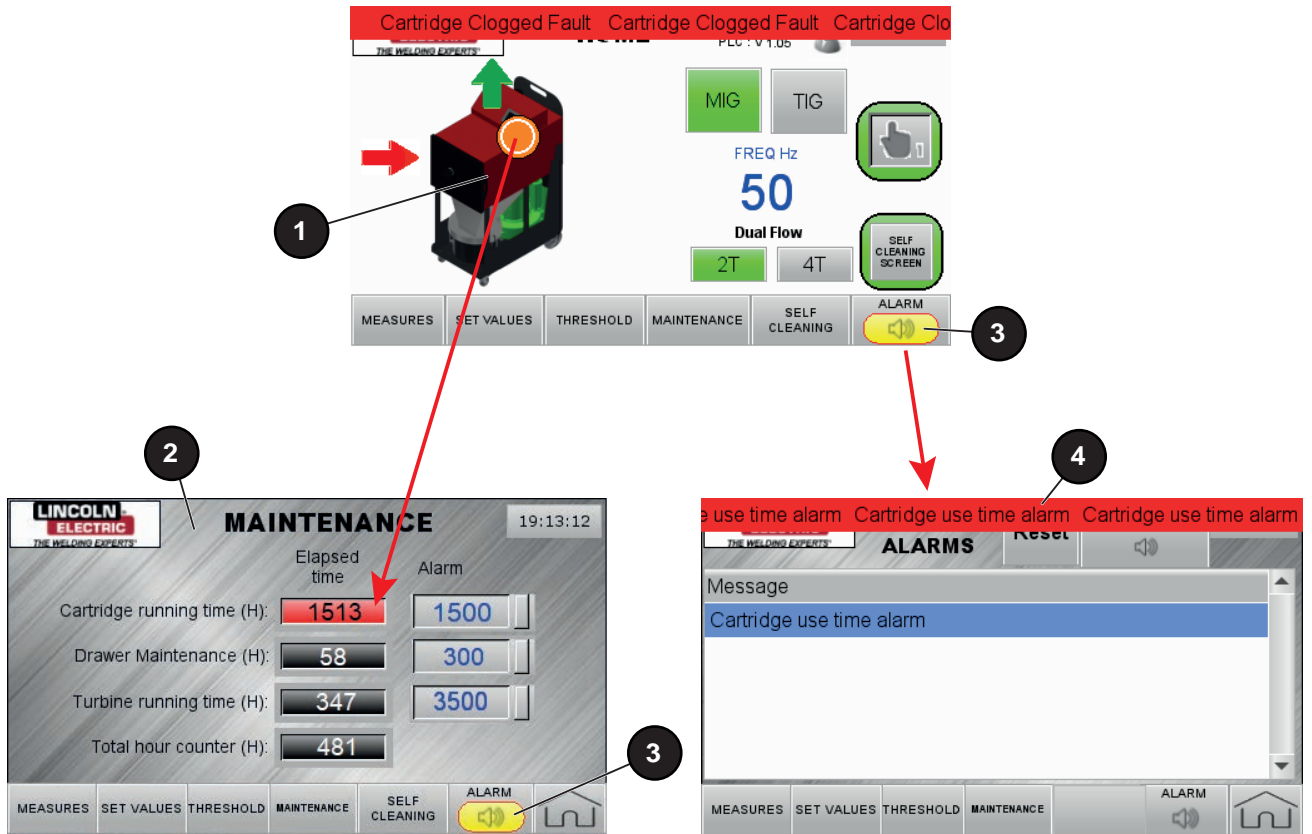 Cartridge Clogged Fault Cartridge Clogged Fault Cartridge Clo
THE WELDING EXPERTS®
PLC : V 1.05
MIG
TIG
FREQ Hz
50
Dual Flow
2T
4T
SELF
CLEANING
SCREEN
1
MEASURES
SET VALUES
THRESHOLD
MAINTENANCE
SELF
CLEANING
ALARM
3
2
LINCOLN
ELECTRIC
THE WELDING EXPERTS®
MAINTENANCE
19:13:12
Elapsed
time
Alarm
Cartridge running time (H): 1513 1500
Drawer Maintenance (H): 58 300
Turbine running time (H): 347 3500
Total hour counter (H): 481
3
MEASURES
SET VALUES
THRESHOLD
MAINTENANCE
SELF
CLEANING
ALARM
4
e use time alarm Cartridge use time alarm Cartridge use time alarm
THE WELDING EXPERTS®
ALARMS
Reset
Message
Cartridge use time alarm
MEASURES
SET VALUES
THRESHOLD
MAINTENANCE
ALARM